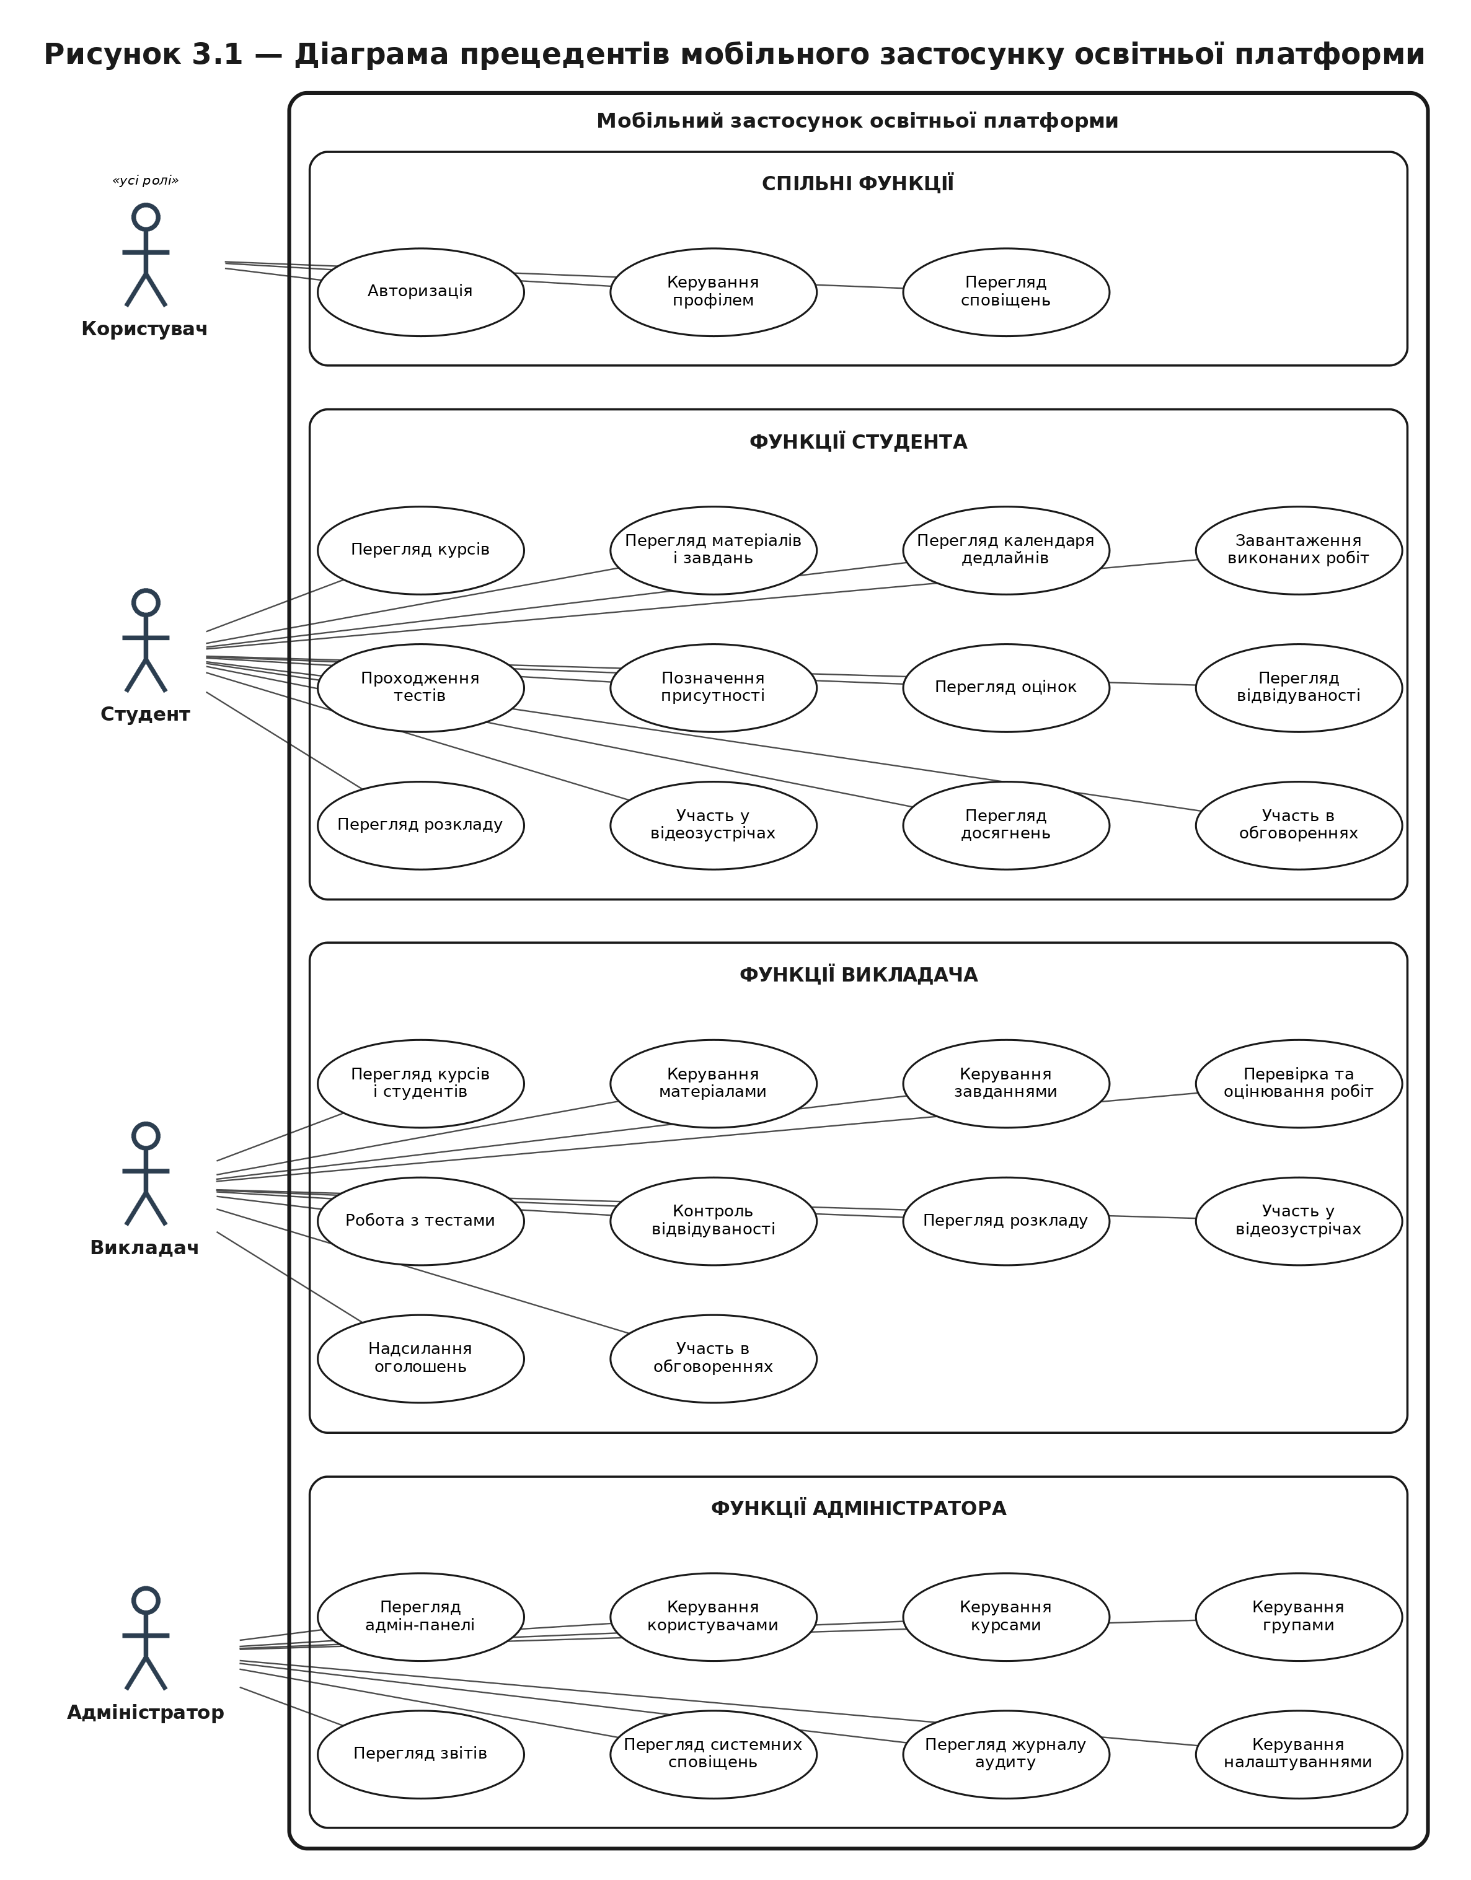 Рисунок 3.1 — Діаграма прецедентів мобільного застосунку освітньої платформи
Мобільний застосунок освітньої платформи
«усі ролі»
Користувач
СПІЛЬНІ ФУНКЦІЇ
Авторизація
Керування
профілем
Перегляд
сповіщень
Студент
ФУНКЦІЇ СТУДЕНТА
Перегляд курсів
Перегляд матеріалів
і завдань
Перегляд календаря
дедлайнів
Завантаження
виконаних робіт
Проходження
тестів
Позначення
присутності
Перегляд оцінок
Перегляд
відвідуваності
Перегляд розкладу
Участь у
відеозустрічах
Перегляд
досягнень
Участь в
обговореннях
Викладач
ФУНКЦІЇ ВИКЛАДАЧА
Перегляд курсів
і студентів
Керування
матеріалами
Керування
завданнями
Перевірка та
оцінювання робіт
Робота з тестами
Контроль
відвідуваності
Перегляд розкладу
Участь у
відеозустрічах
Надсилання
оголошень
Участь в
обговореннях
Адміністратор
ФУНКЦІЇ АДМІНІСТРАТОРА
Перегляд
адмін-панелі
Керування
користувачами
Керування
курсами
Керування
групами
Перегляд звітів
Перегляд системних
сповіщень
Перегляд журналу
аудиту
Керування
налаштуваннями